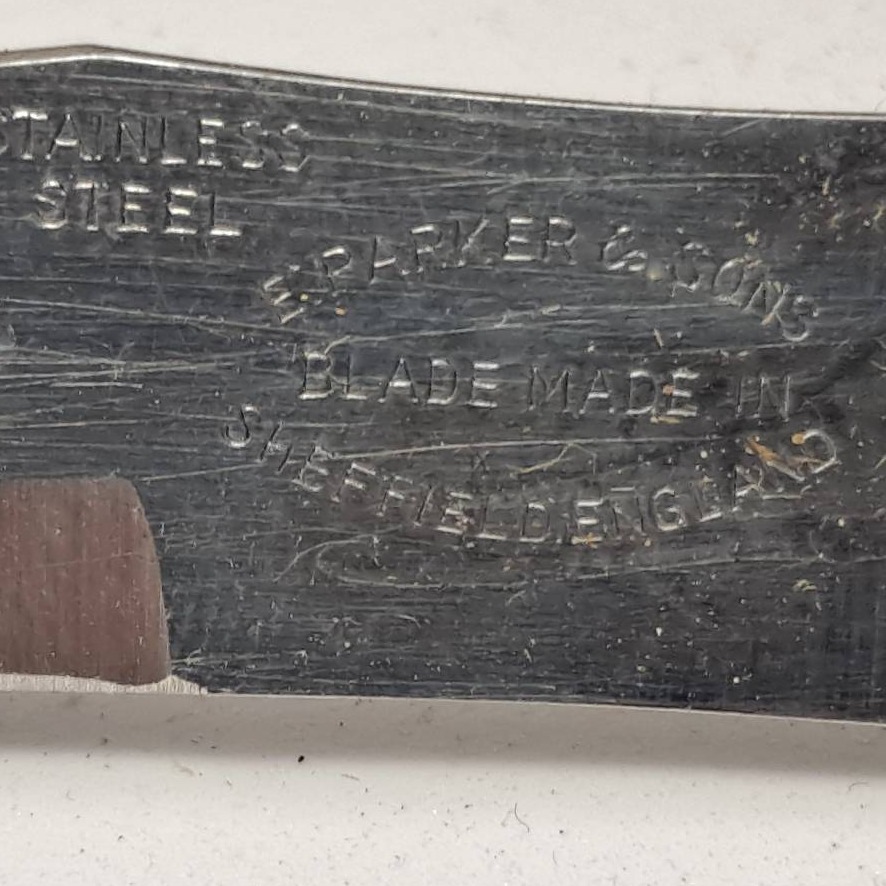 STAINLESS
STEEL
E. PARKER & SONS
BLADE MADE IN
SHEFFIELD.ENGLAND